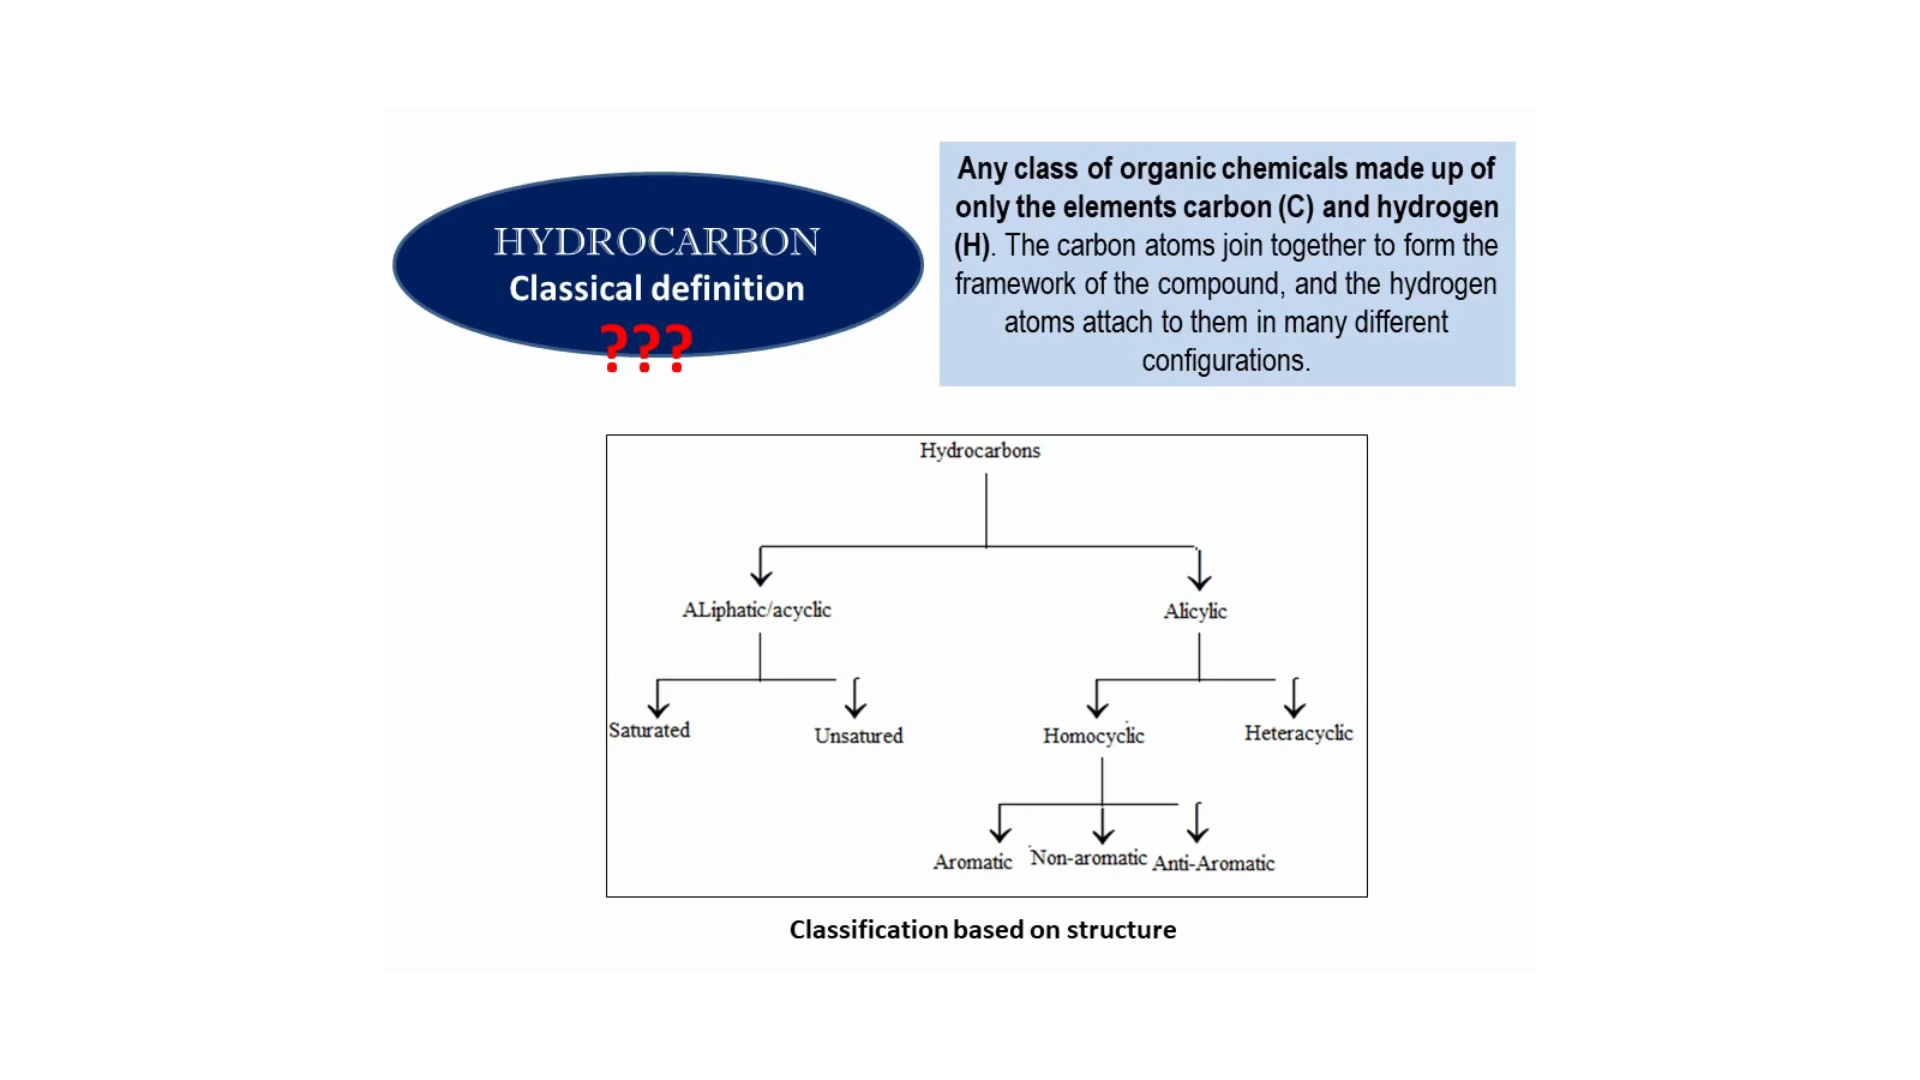 HYDROCARBON
Classical definition
???
Any class of organic chemicals made up of
only the elements carbon (C) and hydrogen
(H). The carbon atoms join together to form the
framework of the compound, and the hydrogen
atoms attach to them in many different
configurations.
Hydrocarbons
ALiphatic/acyclic
Alicylic
Saturated
Unsatured
Homocyclic
Heteracyclic
Aromatic
Non-aromatic
Anti-Aromatic
Classification based on structure